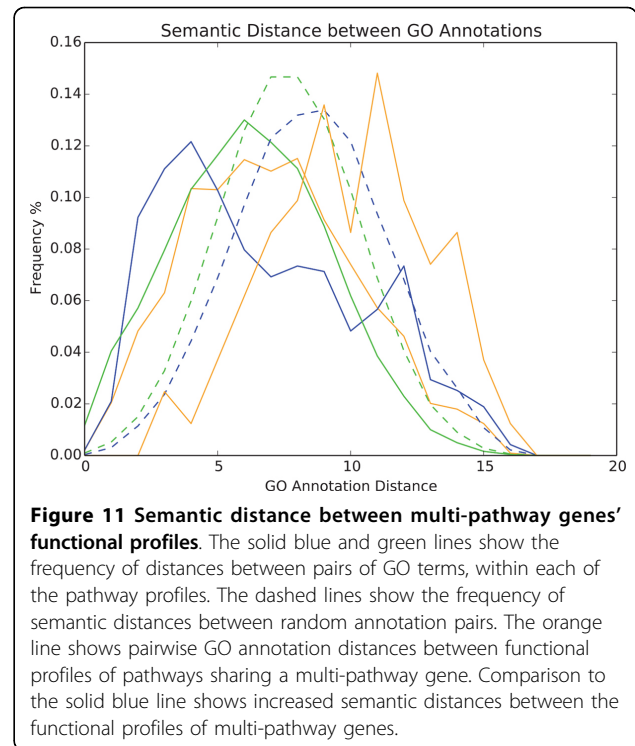 Semantic Distance between GO Annotations
0.16
0.14
0.12
0.10
0.08
0.06
0.04
0.02
0.00
Frequency %
0 5 10 15 20
GO Annotation Distance
Figure 11 Semantic distance between multi-pathway genes'
functional profiles. The solid blue and green lines show the
frequency of distances between pairs of GO terms, within each of
the pathway profiles. The dashed lines show the frequency of
semantic distances between random annotation pairs. The orange
line shows pairwise GO annotation distances between functional
profiles of pathways sharing a multi-pathway gene. Comparison to
the solid blue line shows increased semantic distances between the
functional profiles of multi-pathway genes.